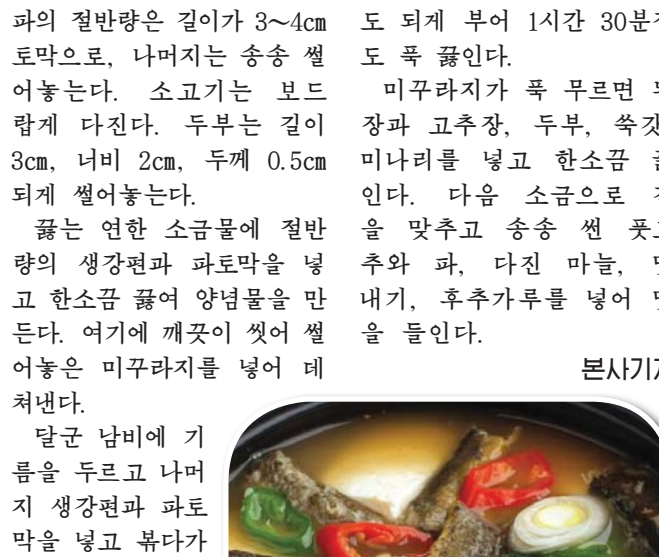 파의 절반량은 길이가 3～4cm
토막으로, 나머지는 송송 썰
어놓는다. 소고기는 보드
랍게 다진다. 두부는 길이
3cm, 너비 2cm, 두께 0.5cm
되게 썰어놓는다.
끓는 연한 소금물에 절반
량의 생강편과 파토막을 넣
고 한소끔 끓여 양념물을 만
든다. 여기에 깨끗이 씻어 썰
어놓은 미꾸라지를 넣어 데
쳐낸다.
달군 남비에 기
름을 두르고 나머
지 생강편과 파토
막을 넣고 볶다가
도 되게 부어 1시간 30분
도 푹 끓인다.
미꾸라지가 푹 무르면
장과 고추장, 두부,
미나리를 넣고 한소끔
인다. 다음 소금으로
을 맞추고 송송 썬
추와 파, 다진 마늘,
내기, 후추가루를 넣어
을 들인다.
본사기자